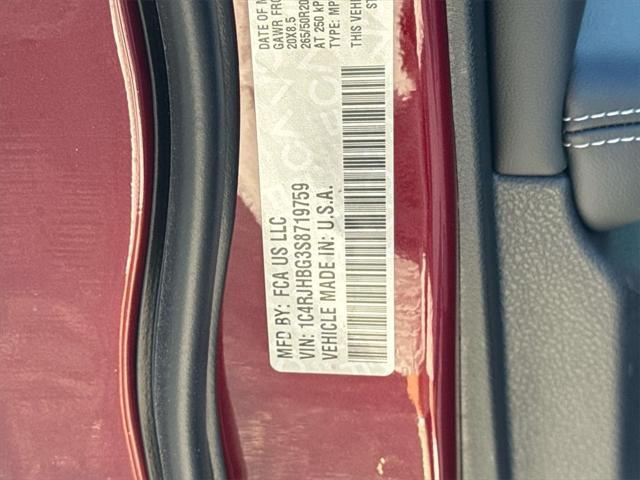 MFD BY: FCA US LLC
DATE OF M
GAWR FRO
20X8.5
265/50R20
AT 250 kP
VIN: 1C4RJHBG3S8719759
TYPE: MP
VEHICLE MADE IN: U.S.A.
THIS VEHI